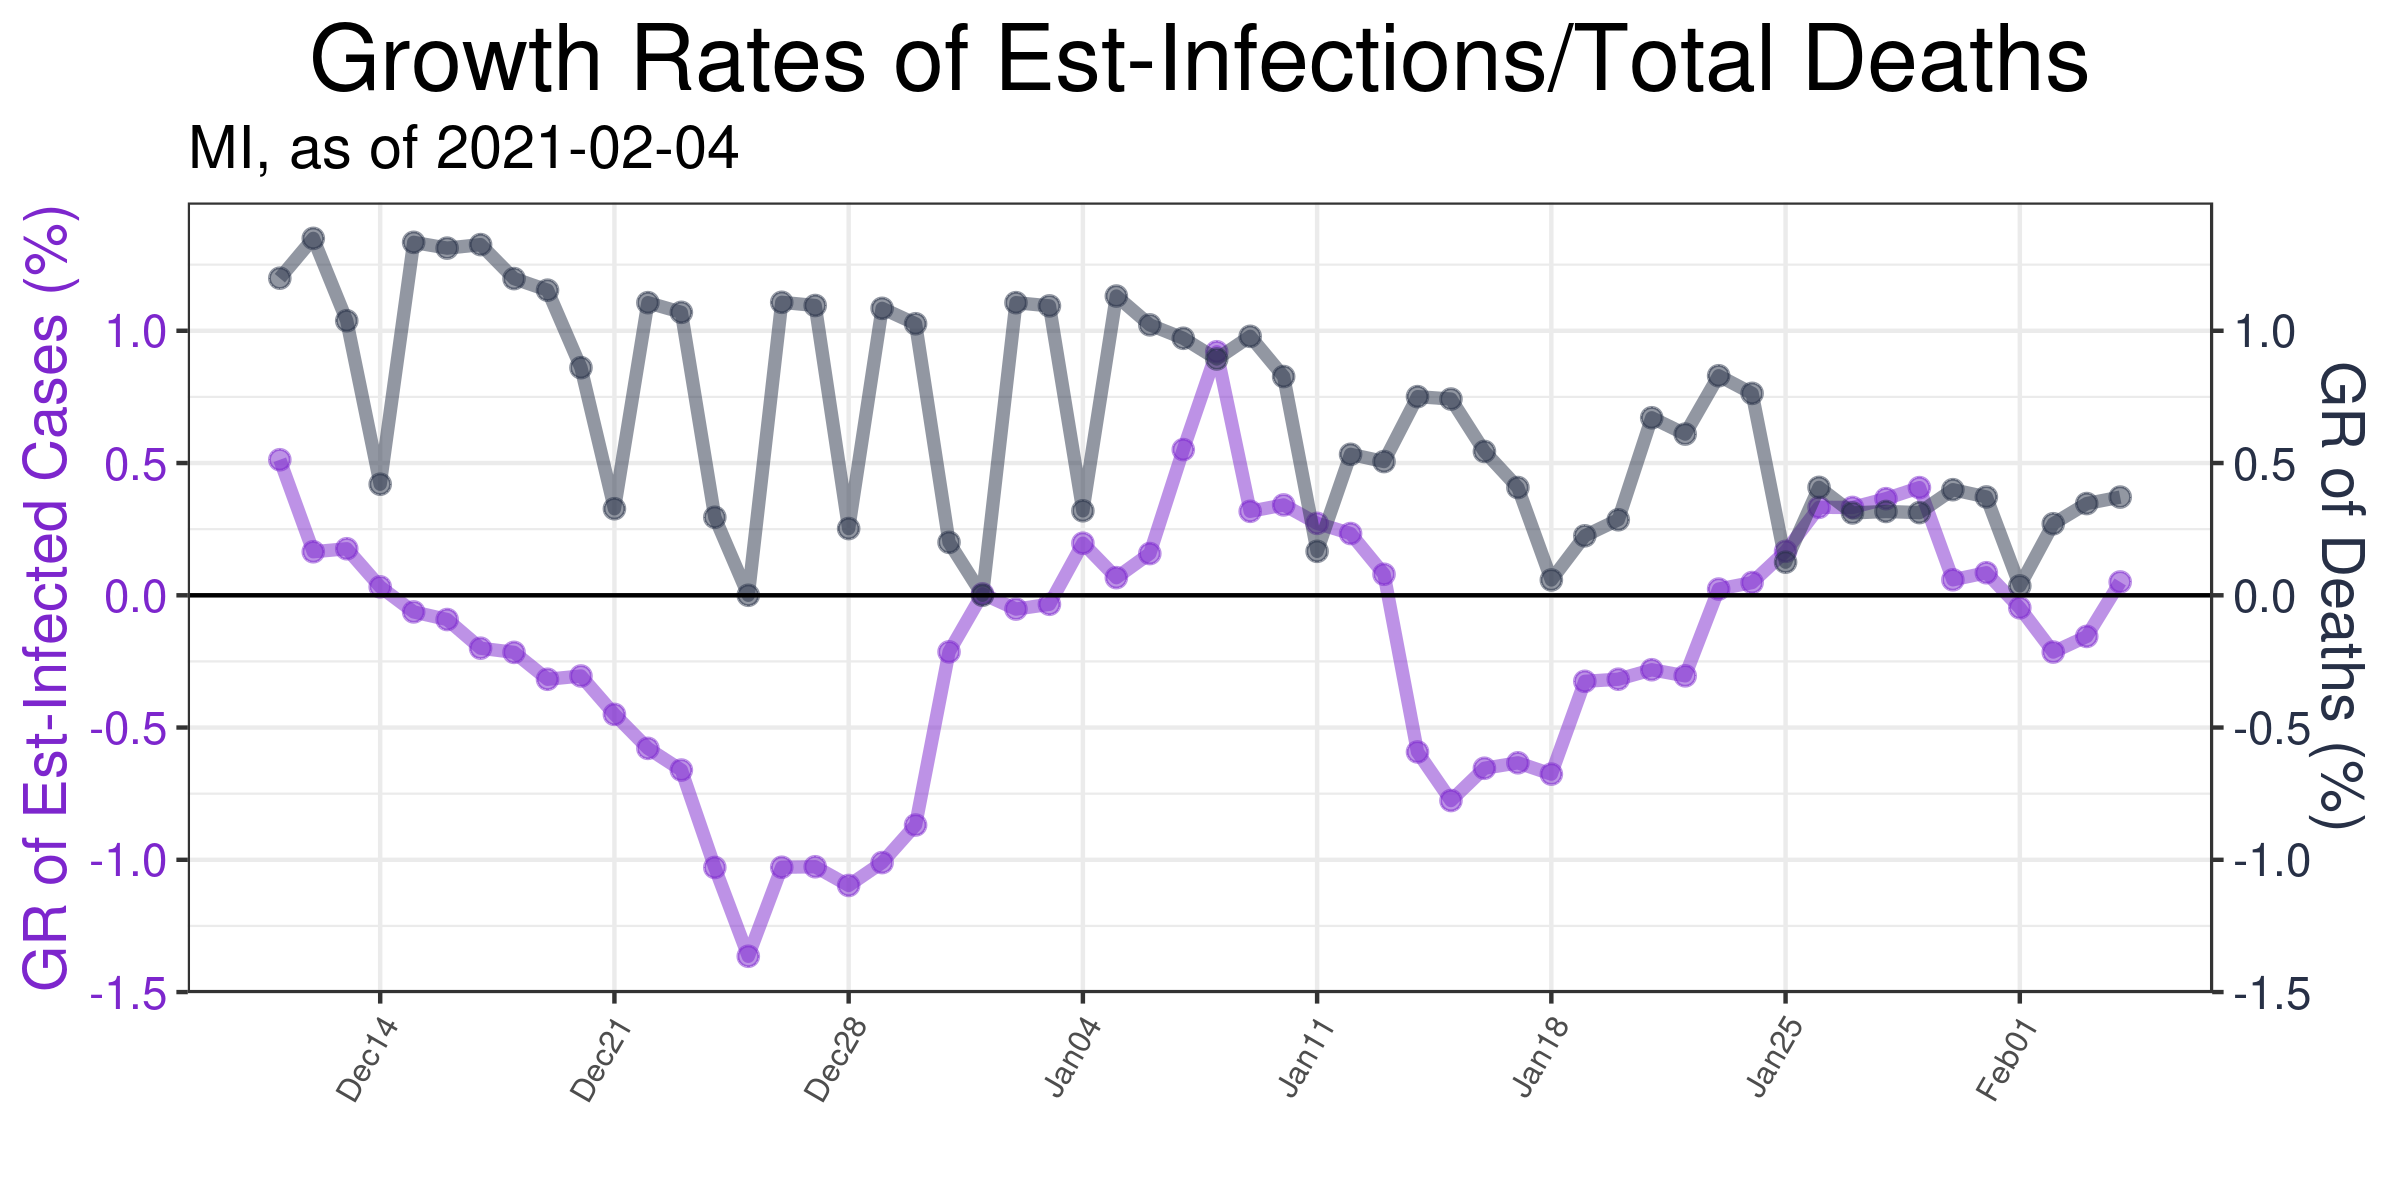 Growth Rates of Est-Infections/Total Deaths
MI, as of 2021-02-04
GR of Est-Infected Cases (%)
1.0
0.5
0.0
-0.5
-1.0
-1.5
1.0
0.5
0.0
-0.5
-1.0
-1.5
GR of Deaths (%)
Dec14
Dec21
Dec28
Jan04
Jan11
Jan18
Jan25
Feb01